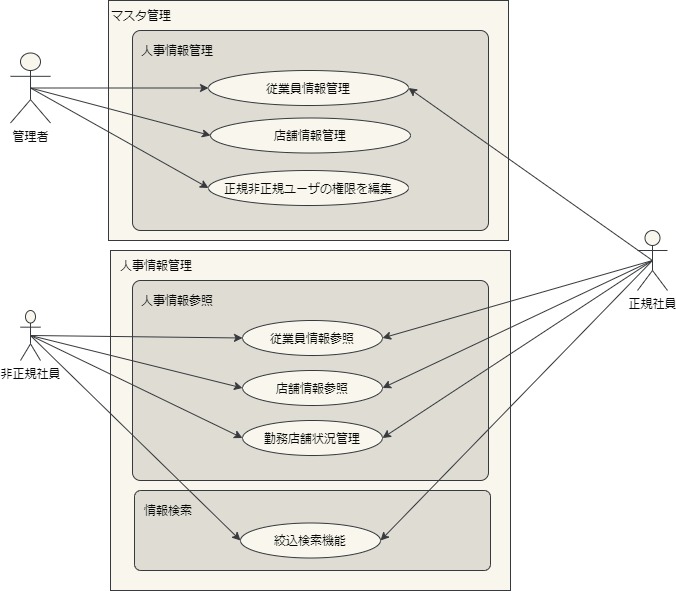 マスタ管理
人事情報管理
従業員情報管理
店舗情報管理
正規非正規ユーザの権限を編集
管理者
人事情報管理
人事情報参照
従業員情報参照
店舗情報参照
勤務店舗状況管理
情報検索
絞込検索機能
非正規社員
正規社員